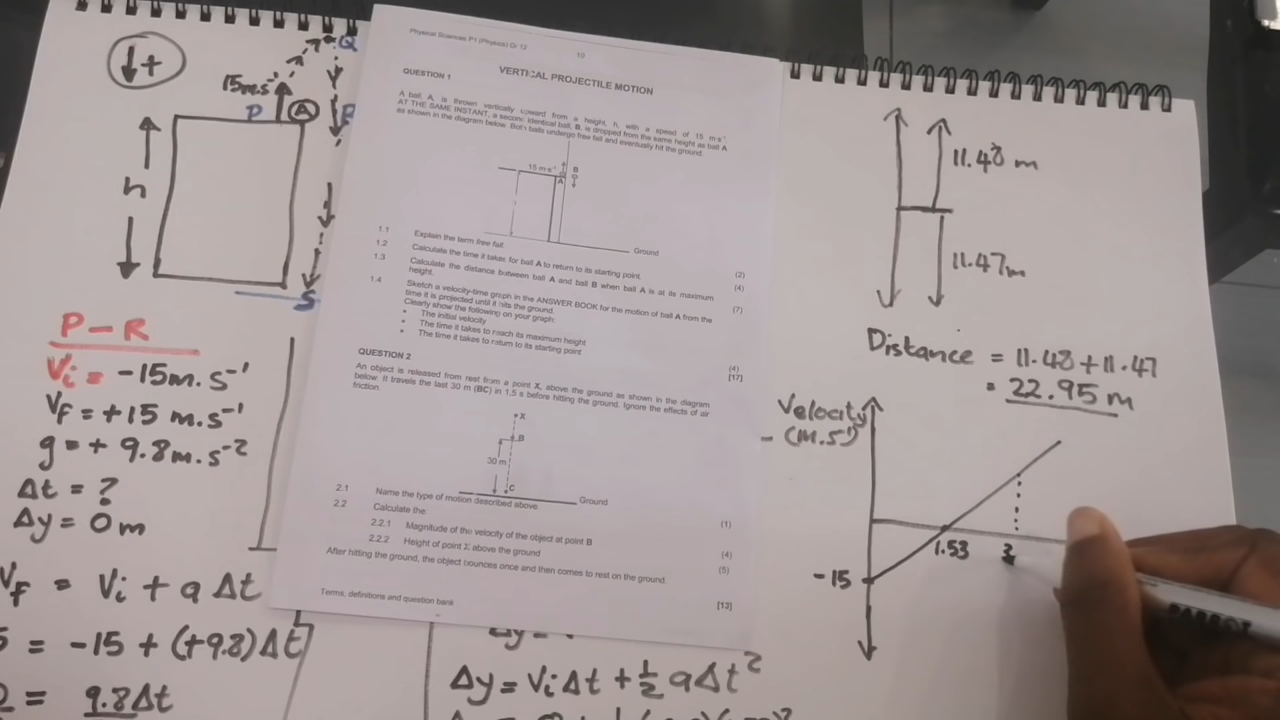 ↓+
15m.s⁻¹
P
A
Q
R
h
S
P – R
Vi = -15m.s⁻¹
Vf = +15 m.s⁻¹
g = + 9.8m.s⁻²
Δt = ?
Δy = 0m
Vf = Vi + aΔt
= -15 + (+9.8)Δt
= 9.8Δt
Physical Sciences P1 (Physics) Gr 12
10
VERTICAL PROJECTILE MOTION
QUESTION 1
A ball, A, is thrown vertically upward from a height, h, with a speed of 15 m·s⁻¹.
AT THE SAME INSTANT, a second identical ball, B, is dropped from the same height as ball A
as shown in the diagram below. Both balls undergo free fall and eventually hit the ground.
15 m·s⁻¹
B
A
Ground
1.1 Explain the term free fall. (2)
1.2 Calculate the time it takes for ball A to return to its starting point. (4)
1.3 Calculate the distance between ball A and ball B when ball A is at its maximum
height. (7)
1.4 Sketch a velocity-time graph in the ANSWER BOOK for the motion of ball A from the
time it is projected until it hits the ground.
Clearly show the following on your graph:
• The initial velocity
• The time it takes to reach its maximum height
• The time it takes to return to its starting point (4)
[17]
QUESTION 2
An object is released from rest from a point X, above the ground as shown in the diagram
below. It travels the last 30 m (BC) in 1,5 s before hitting the ground. Ignore the effects of air
friction.
X
B
30 m
C
Ground
2.1 Name the type of motion described above. (1)
2.2 Calculate the:
2.2.1 Magnitude of the velocity of the object at point B (4)
2.2.2 Height of point X above the ground (5)
After hitting the ground, the object bounces once and then comes to rest on the ground.
[13]
Terms, definitions and question bank
Δy = ViΔt + ½aΔt²
11.48 m
11.47m
Distance = 11.48 + 11.47
= 22.95 m
Velocity
(m.s⁻¹)
-15
1.53
3